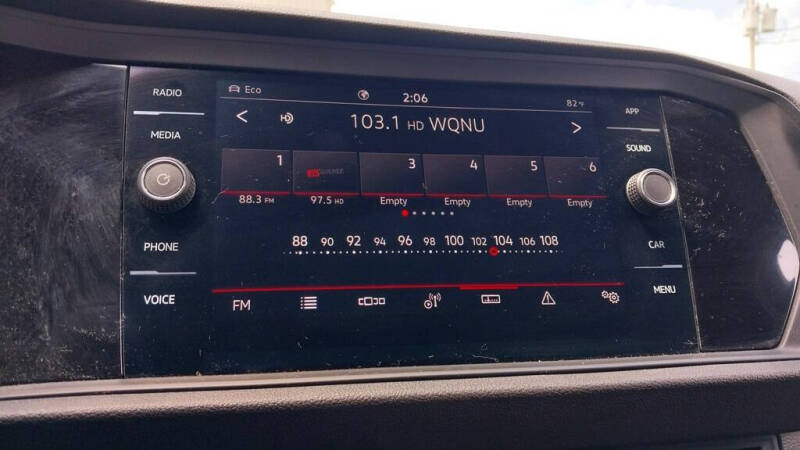 RADIO
MEDIA
PHONE
VOICE
Eco
2:06
82°F
103.1 HD WQNU
1 3 4 5 6
88.3 FM 97.5 HD Empty Empty Empty Empty
88 90 92 94 96 98 100 102 104 106 108
FM
APP
SOUND
CAR
MENU